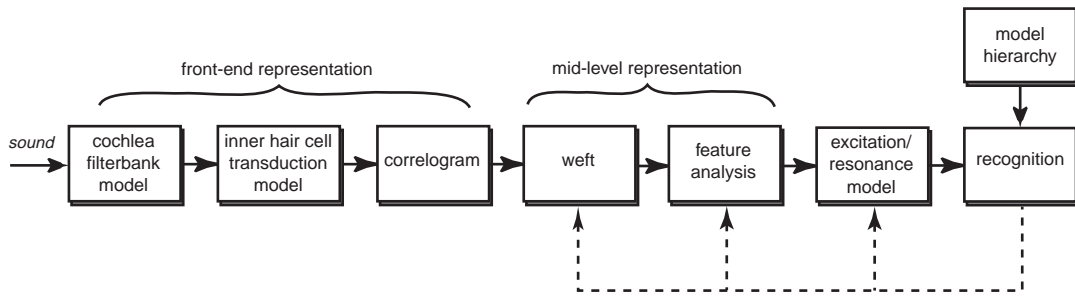 model
hierarchy
front-end representation
mid-level representation
sound
cochlea
filterbank
model
inner hair cell
transduction
model
correlogram
weft
feature
analysis
excitation/
resonance
model
recognition